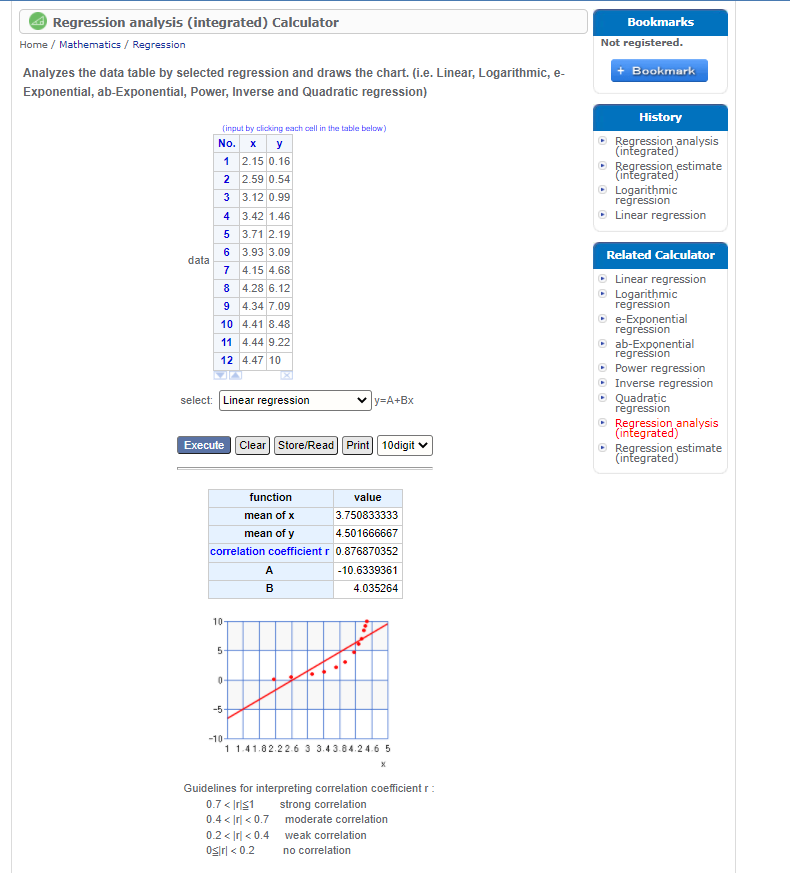 Regression analysis (integrated) Calculator
Home / Mathematics / Regression
Analyzes the data table by selected regression and draws the chart. (i.e. Linear, Logarithmic, e-
Exponential, ab-Exponential, Power, Inverse and Quadratic regression)
(input by clicking each cell in the table below)
data
No. x y
1 2.15 0.16
2 2.59 0.54
3 3.12 0.99
4 3.42 1.46
5 3.71 2.19
6 3.93 3.09
7 4.15 4.68
8 4.28 6.12
9 4.34 7.09
10 4.41 8.48
11 4.44 9.22
12 4.47 10
select: Linear regression y=A+Bx
Execute Clear Store/Read Print 10digit
function value
mean of x 3.750833333
mean of y 4.501666667
correlation coefficient r 0.876870352
A -10.6339361
B 4.035264
10
5
0
-5
-10
1 1.4 1.8 2.2 2.6 3 3.4 3.8 4.2 4.6 5
x
Guidelines for interpreting correlation coefficient r :
0.7 < |r|≦1 strong correlation
0.4 < |r| < 0.7 moderate correlation
0.2 < |r| < 0.4 weak correlation
0≦|r| < 0.2 no correlation
Bookmarks
Not registered.
+ Bookmark
History
Regression analysis
(integrated)
Regression estimate
(integrated)
Logarithmic
regression
Linear regression
Related Calculator
Linear regression
Logarithmic
regression
e-Exponential
regression
ab-Exponential
regression
Power regression
Inverse regression
Quadratic
regression
Regression analysis
(integrated)
Regression estimate
(integrated)